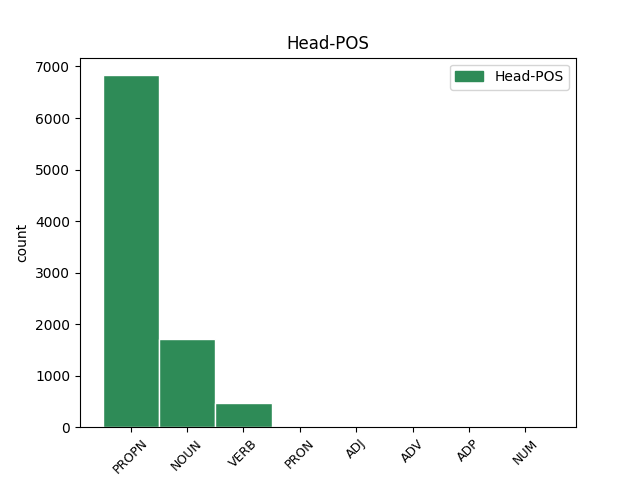 Head-POS
Head-POS
count
7000
6000
5000
4000
3000
2000
1000
0
PROPN
NOUN
VERB
PRON
ADJ
ADV
ADP
NUM